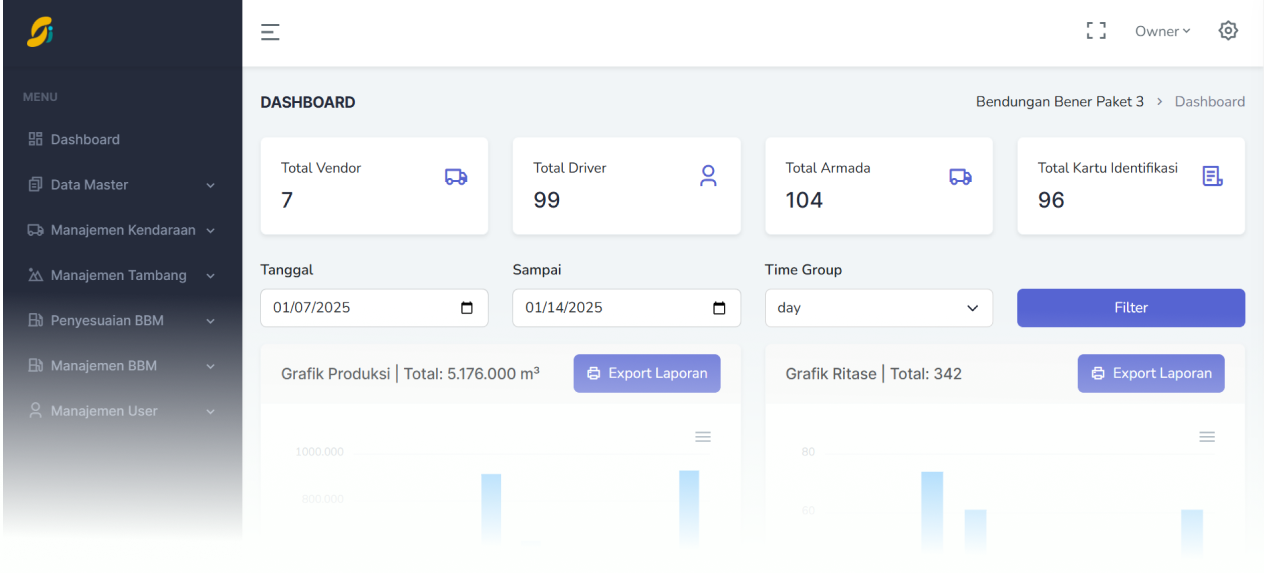 Owner
MENU
DASHBOARD
Bendungan Bener Paket 3 > Dashboard
Dashboard
Data Master
Manajemen Kendaraan
Manajemen Tambang
Penyesuaian BBM
Manajemen BBM
Manajemen User
Total Vendor
7
Total Driver
99
Total Armada
104
Total Kartu Identifikasi
96
Tanggal
01/07/2025
Sampai
01/14/2025
Time Group
day
Filter
Grafik Produksi | Total: 5.176.000 m³
Export Laporan
1000.000
800.000
Grafik Ritase | Total: 342
Export Laporan
80
60